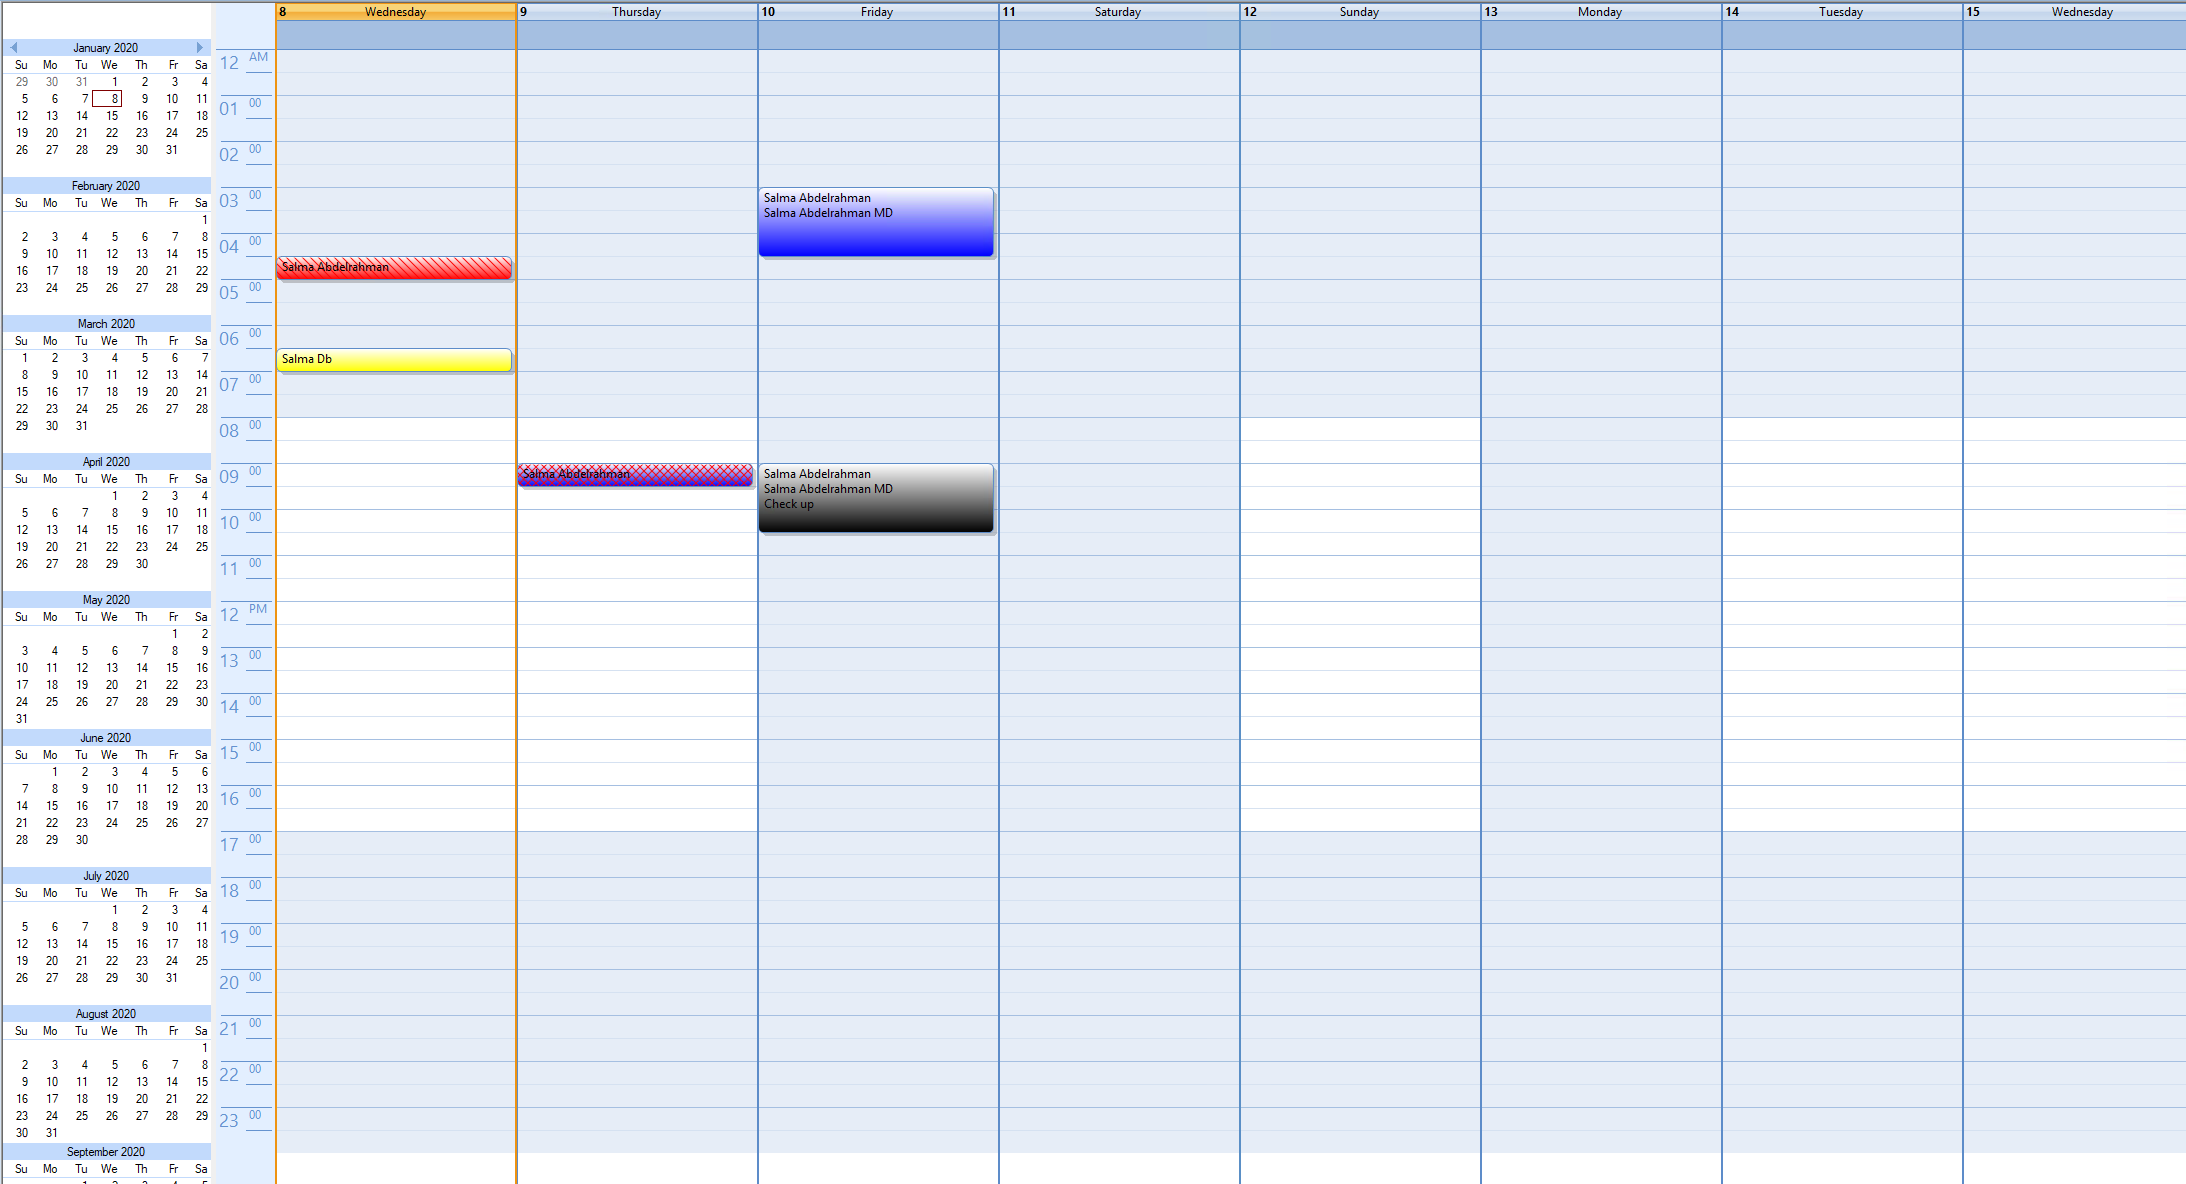 January 2020
Su Mo Tu We Th Fr Sa
29 30 31 1 2 3 4
5 6 7 8 9 10 11
12 13 14 15 16 17 18
19 20 21 22 23 24 25
26 27 28 29 30 31
February 2020
Su Mo Tu We Th Fr Sa
1
2 3 4 5 6 7 8
9 10 11 12 13 14 15
16 17 18 19 20 21 22
23 24 25 26 27 28 29
March 2020
Su Mo Tu We Th Fr Sa
1 2 3 4 5 6 7
8 9 10 11 12 13 14
15 16 17 18 19 20 21
22 23 24 25 26 27 28
29 30 31
April 2020
Su Mo Tu We Th Fr Sa
1 2 3 4
5 6 7 8 9 10 11
12 13 14 15 16 17 18
19 20 21 22 23 24 25
26 27 28 29 30
May 2020
Su Mo Tu We Th Fr Sa
1 2
3 4 5 6 7 8 9
10 11 12 13 14 15 16
17 18 19 20 21 22 23
24 25 26 27 28 29 30
31
June 2020
Su Mo Tu We Th Fr Sa
1 2 3 4 5 6
7 8 9 10 11 12 13
14 15 16 17 18 19 20
21 22 23 24 25 26 27
28 29 30
July 2020
Su Mo Tu We Th Fr Sa
1 2 3 4
5 6 7 8 9 10 11
12 13 14 15 16 17 18
19 20 21 22 23 24 25
26 27 28 29 30 31
August 2020
Su Mo Tu We Th Fr Sa
1
2 3 4 5 6 7 8
9 10 11 12 13 14 15
16 17 18 19 20 21 22
23 24 25 26 27 28 29
30 31
September 2020
Su Mo Tu We Th Fr Sa
8 Wednesday 9 Thursday 10 Friday 11 Saturday 12 Sunday 13 Monday 14 Tuesday 15 Wednesday
12 AM
01 00
02 00
03 00
04 00
05 00
06 00
07 00
08 00
09 00
10 00
11 00
12 PM
13 00
14 00
15 00
16 00
17 00
18 00
19 00
20 00
21 00
22 00
23 00
Salma Abdelrahman
Salma Db
Salma Abdelrahman
Salma Abdelrahman
Salma Abdelrahman MD
Salma Abdelrahman
Salma Abdelrahman MD
Check up